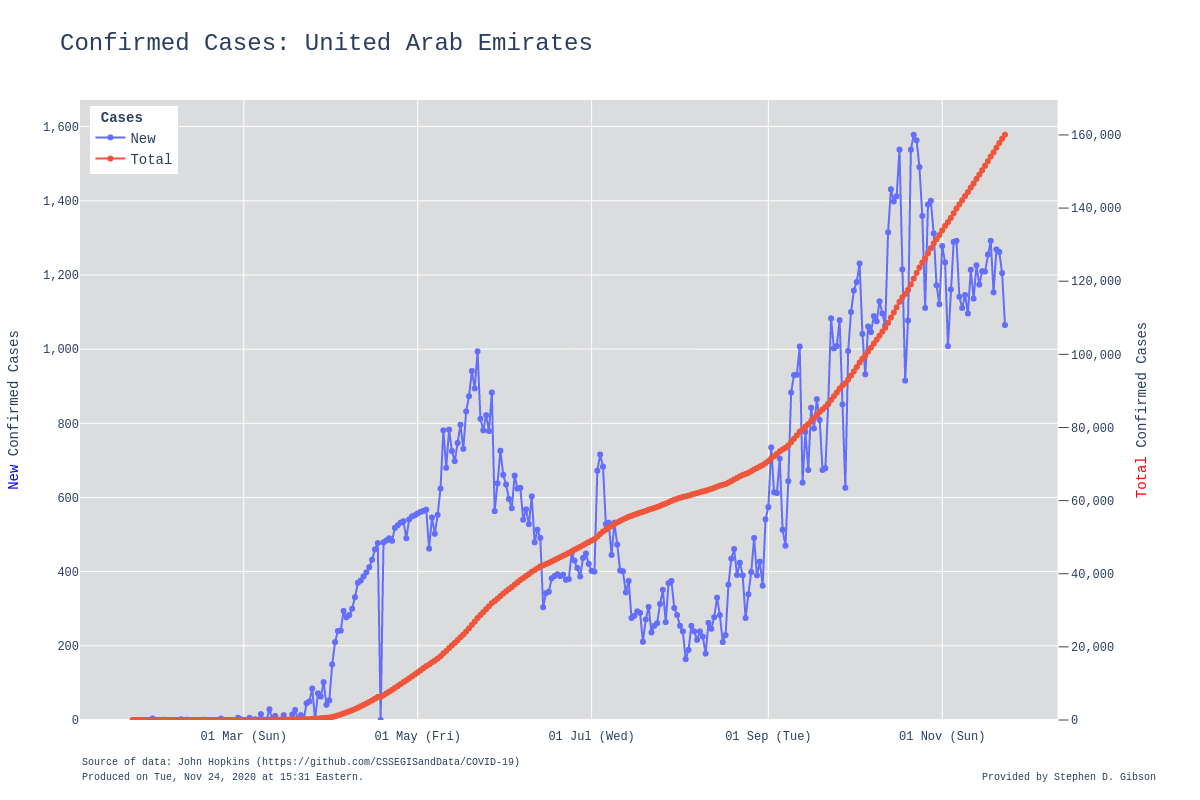 Confirmed Cases: United Arab Emirates
Cases
New
Total
1,600
1,400
1,200
1,000
800
600
400
200
0
New Confirmed Cases
160,000
140,000
120,000
100,000
80,000
60,000
40,000
20,000
0
Total Confirmed Cases
01 Mar (Sun) 01 May (Fri) 01 Jul (Wed) 01 Sep (Tue) 01 Nov (Sun)
Source of data: John Hopkins (https://github.com/CSSEGISandData/COVID-19)
Produced on Tue, Nov 24, 2020 at 15:31 Eastern.
Provided by Stephen D. Gibson